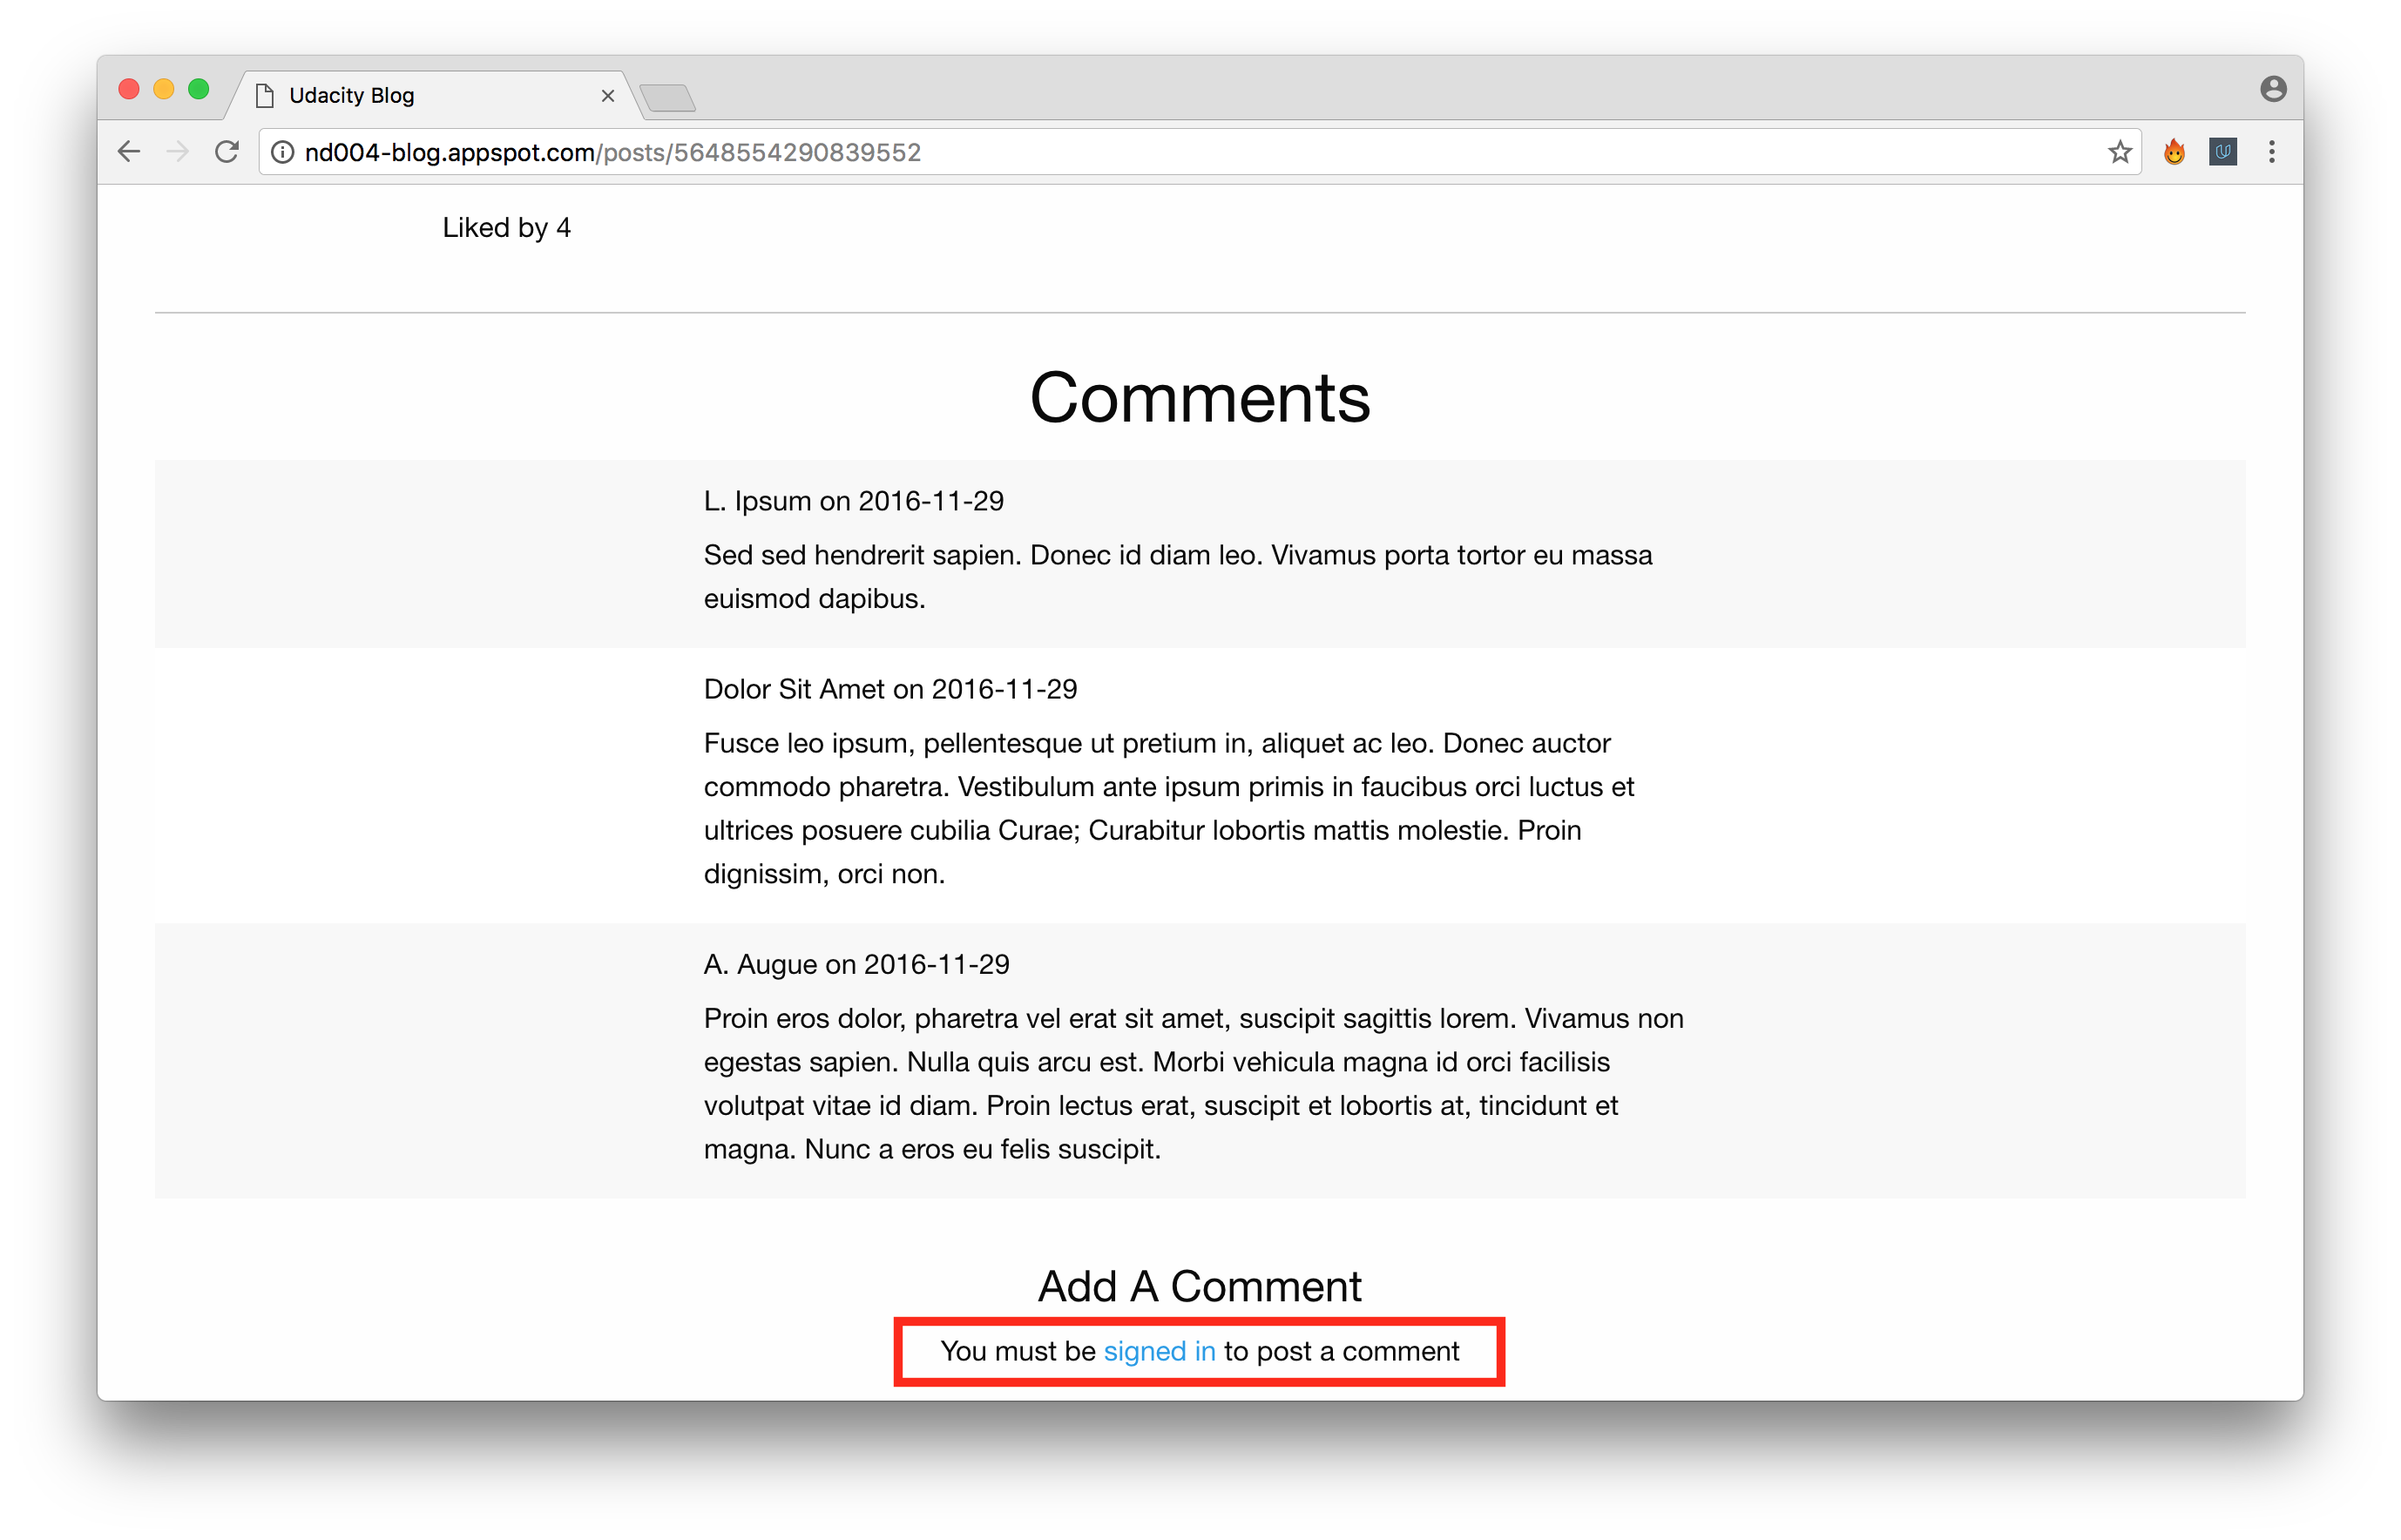 Udacity Blog
nd004-blog.appspot.com/posts/5648554290839552
Liked by 4
Comments
L. Ipsum on 2016-11-29
Sed sed hendrerit sapien. Donec id diam leo. Vivamus porta tortor eu massa
euismod dapibus.
Dolor Sit Amet on 2016-11-29
Fusce leo ipsum, pellentesque ut pretium in, aliquet ac leo. Donec auctor
commodo pharetra. Vestibulum ante ipsum primis in faucibus orci luctus et
ultrices posuere cubilia Curae; Curabitur lobortis mattis molestie. Proin
dignissim, orci non.
A. Augue on 2016-11-29
Proin eros dolor, pharetra vel erat sit amet, suscipit sagittis lorem. Vivamus non
egestas sapien. Nulla quis arcu est. Morbi vehicula magna id orci facilisis
volutpat vitae id diam. Proin lectus erat, suscipit et lobortis at, tincidunt et
magna. Nunc a eros eu felis suscipit.
Add A Comment
You must be signed in to post a comment